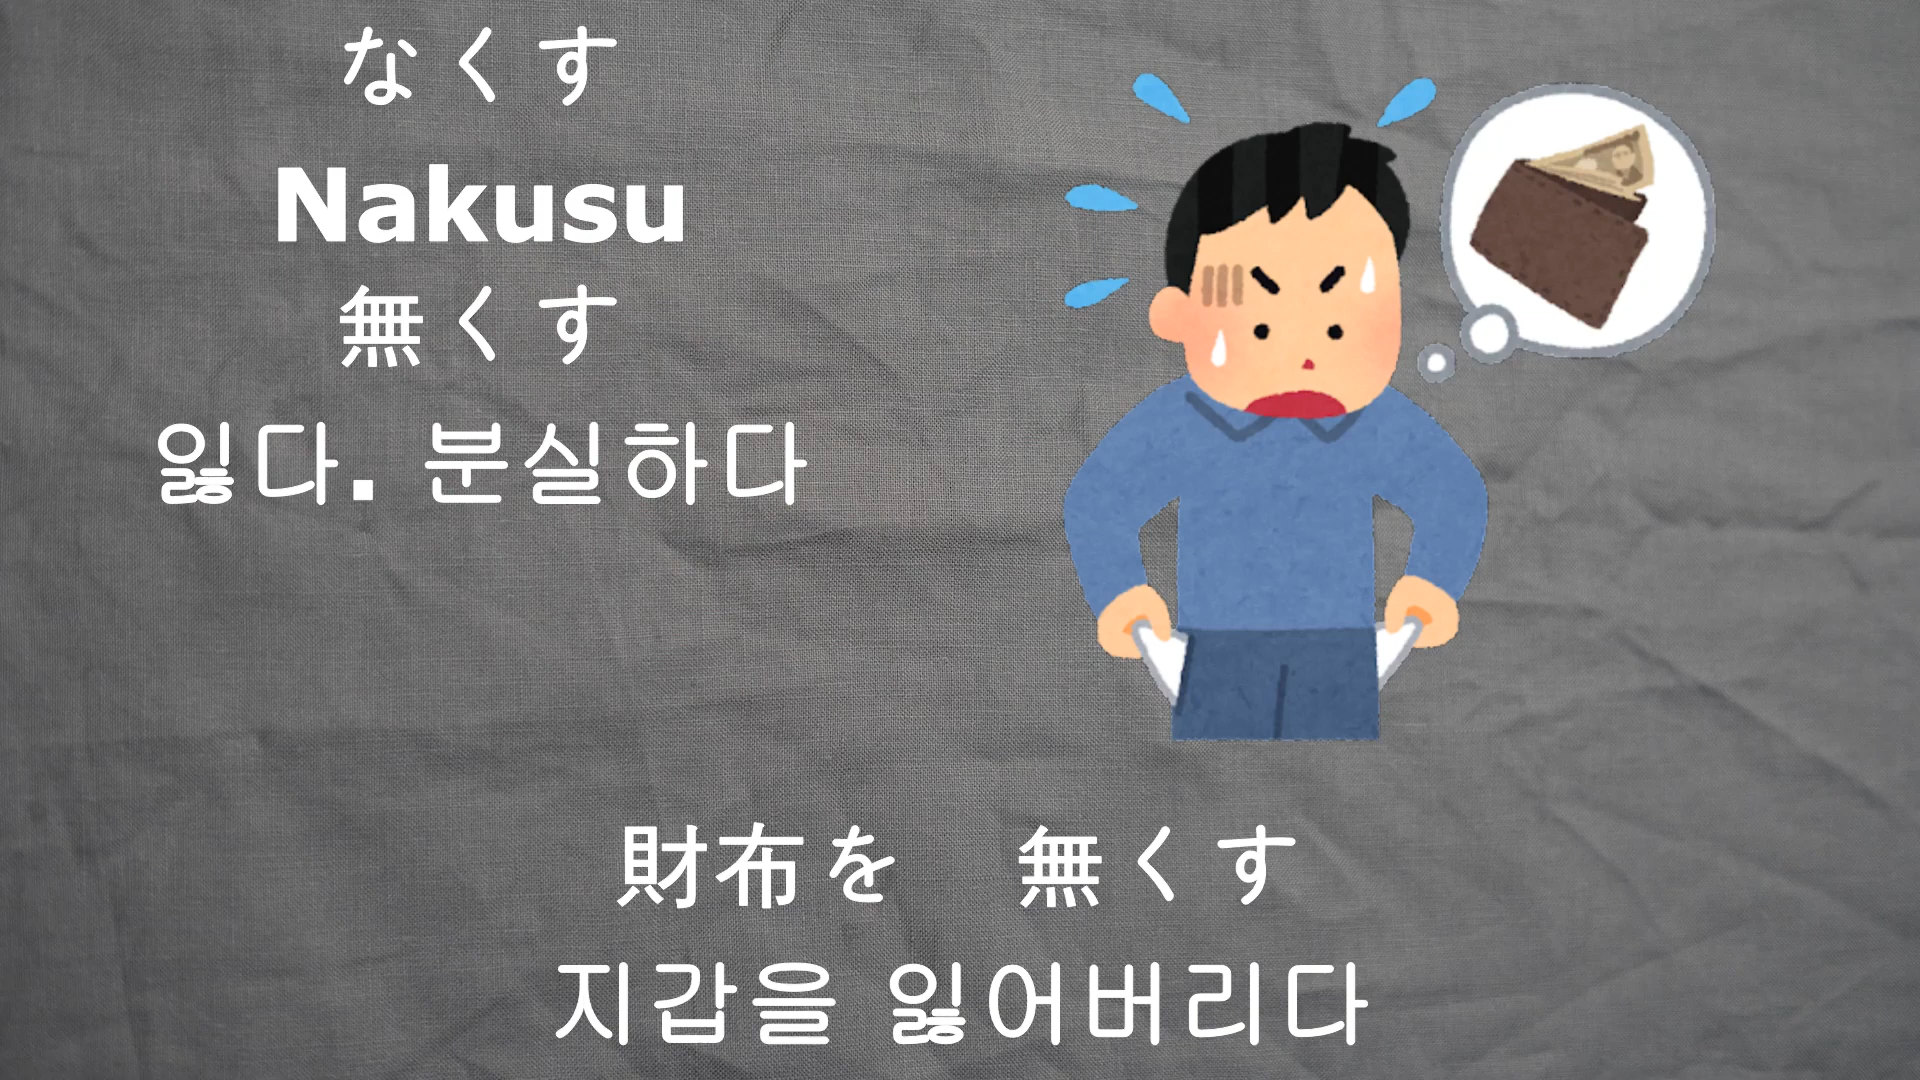 なくす
Nakusu
無くす
잃다. 분실하다
財布を 無くす
지갑을 잃어버리다